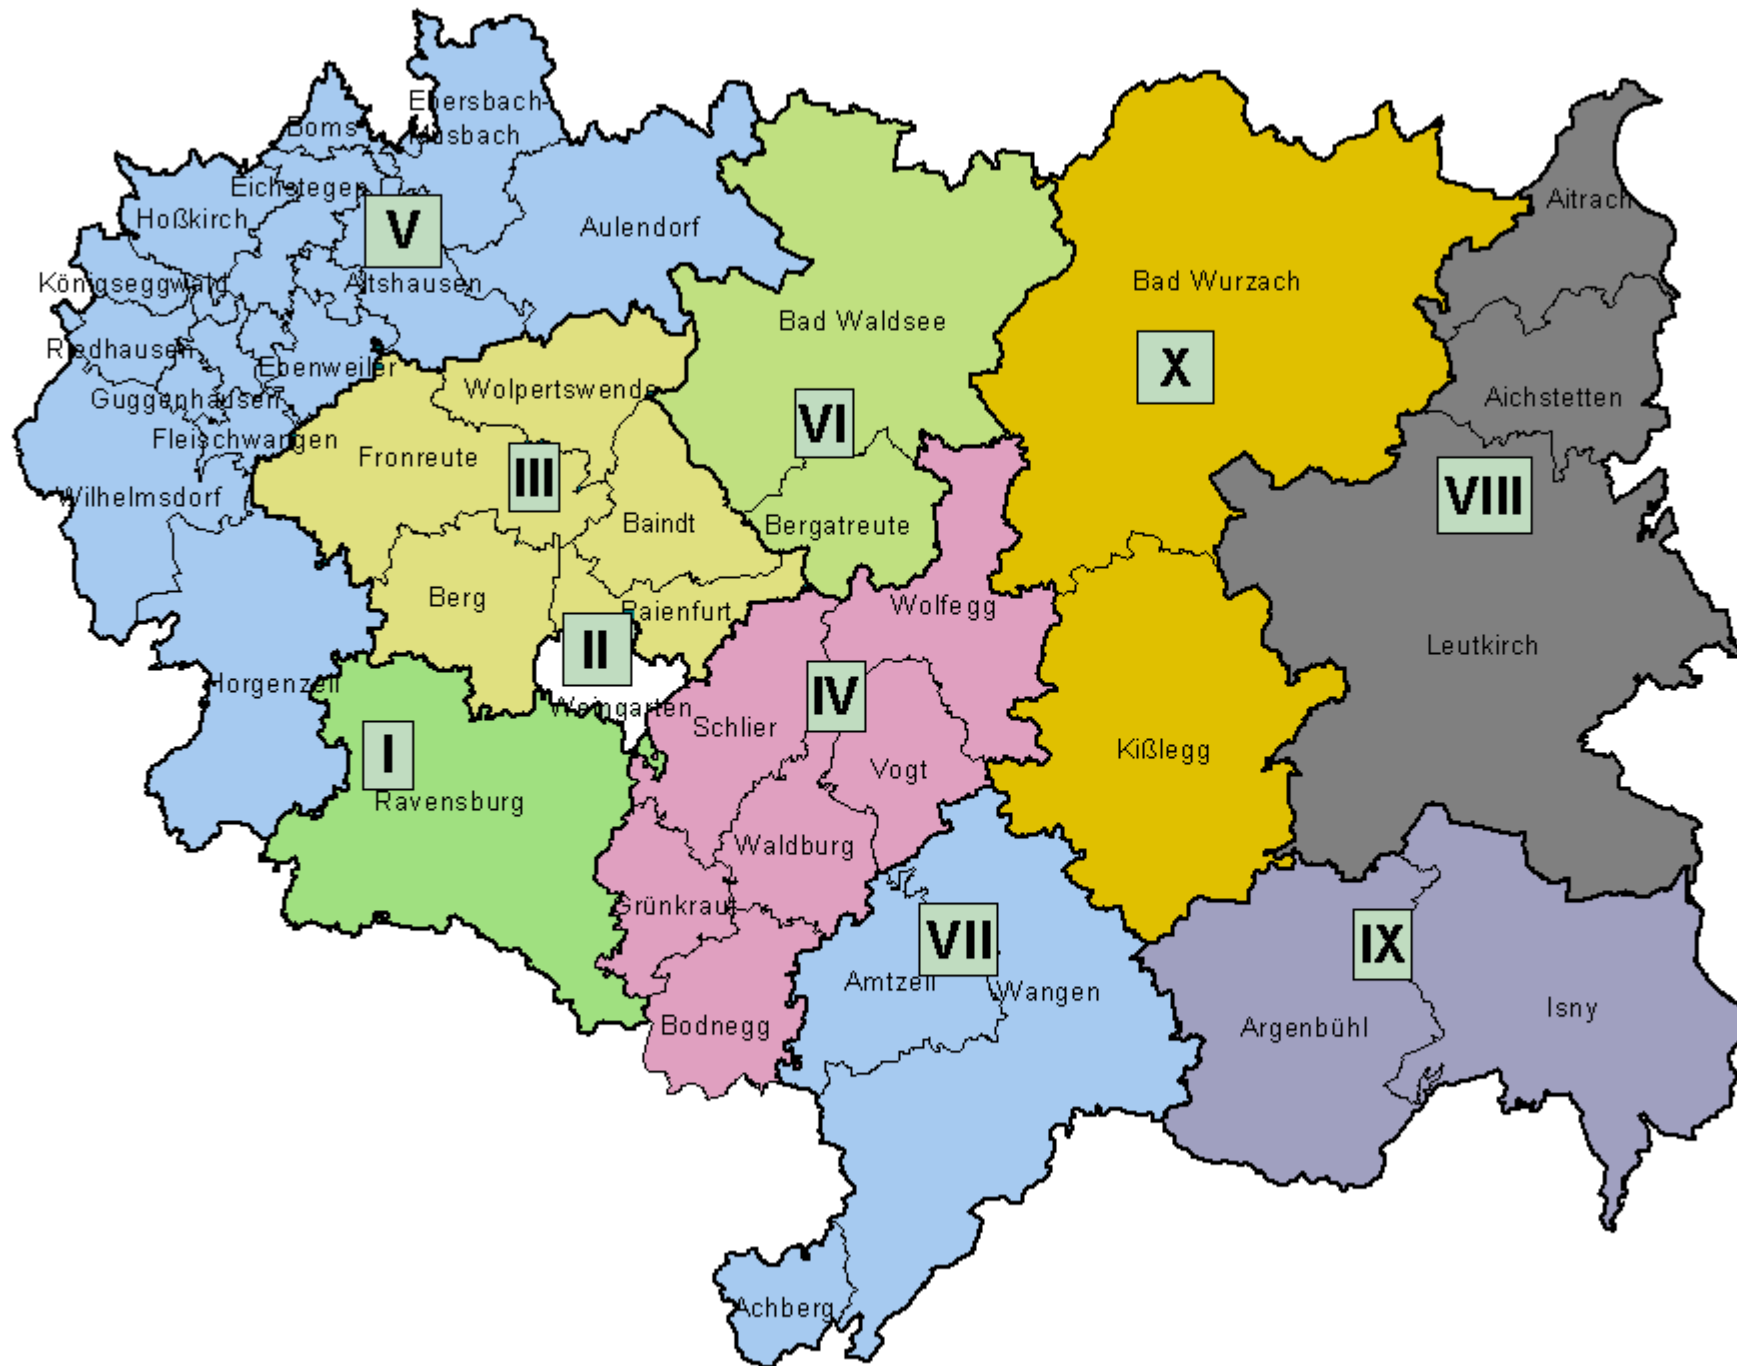 Ebersbach-
Musbach
Boms
Eichstegen
Hoßkirch
V
Aulendorf
Aitrach
Königseggwald
Altshausen
Bad Waldsee
Bad Wurzach
Riedhausen
Ebenweiler
X
Guggenhausen
Wolpertswende
Aichstetten
Fleischwangen
Fronreute
III
VI
VIII
Wilhelmsdorf
Baindt
Bergatreute
Berg
Baienfurt
Wolfegg
II
Leutkirch
Horgenzell
Weingarten
IV
Schlier
I
Ravensburg
Vogt
Kißlegg
Waldburg
Grünkraut
VII
IX
Amtzell
Wangen
Bodnegg
Argenbühl
Isny
Achberg